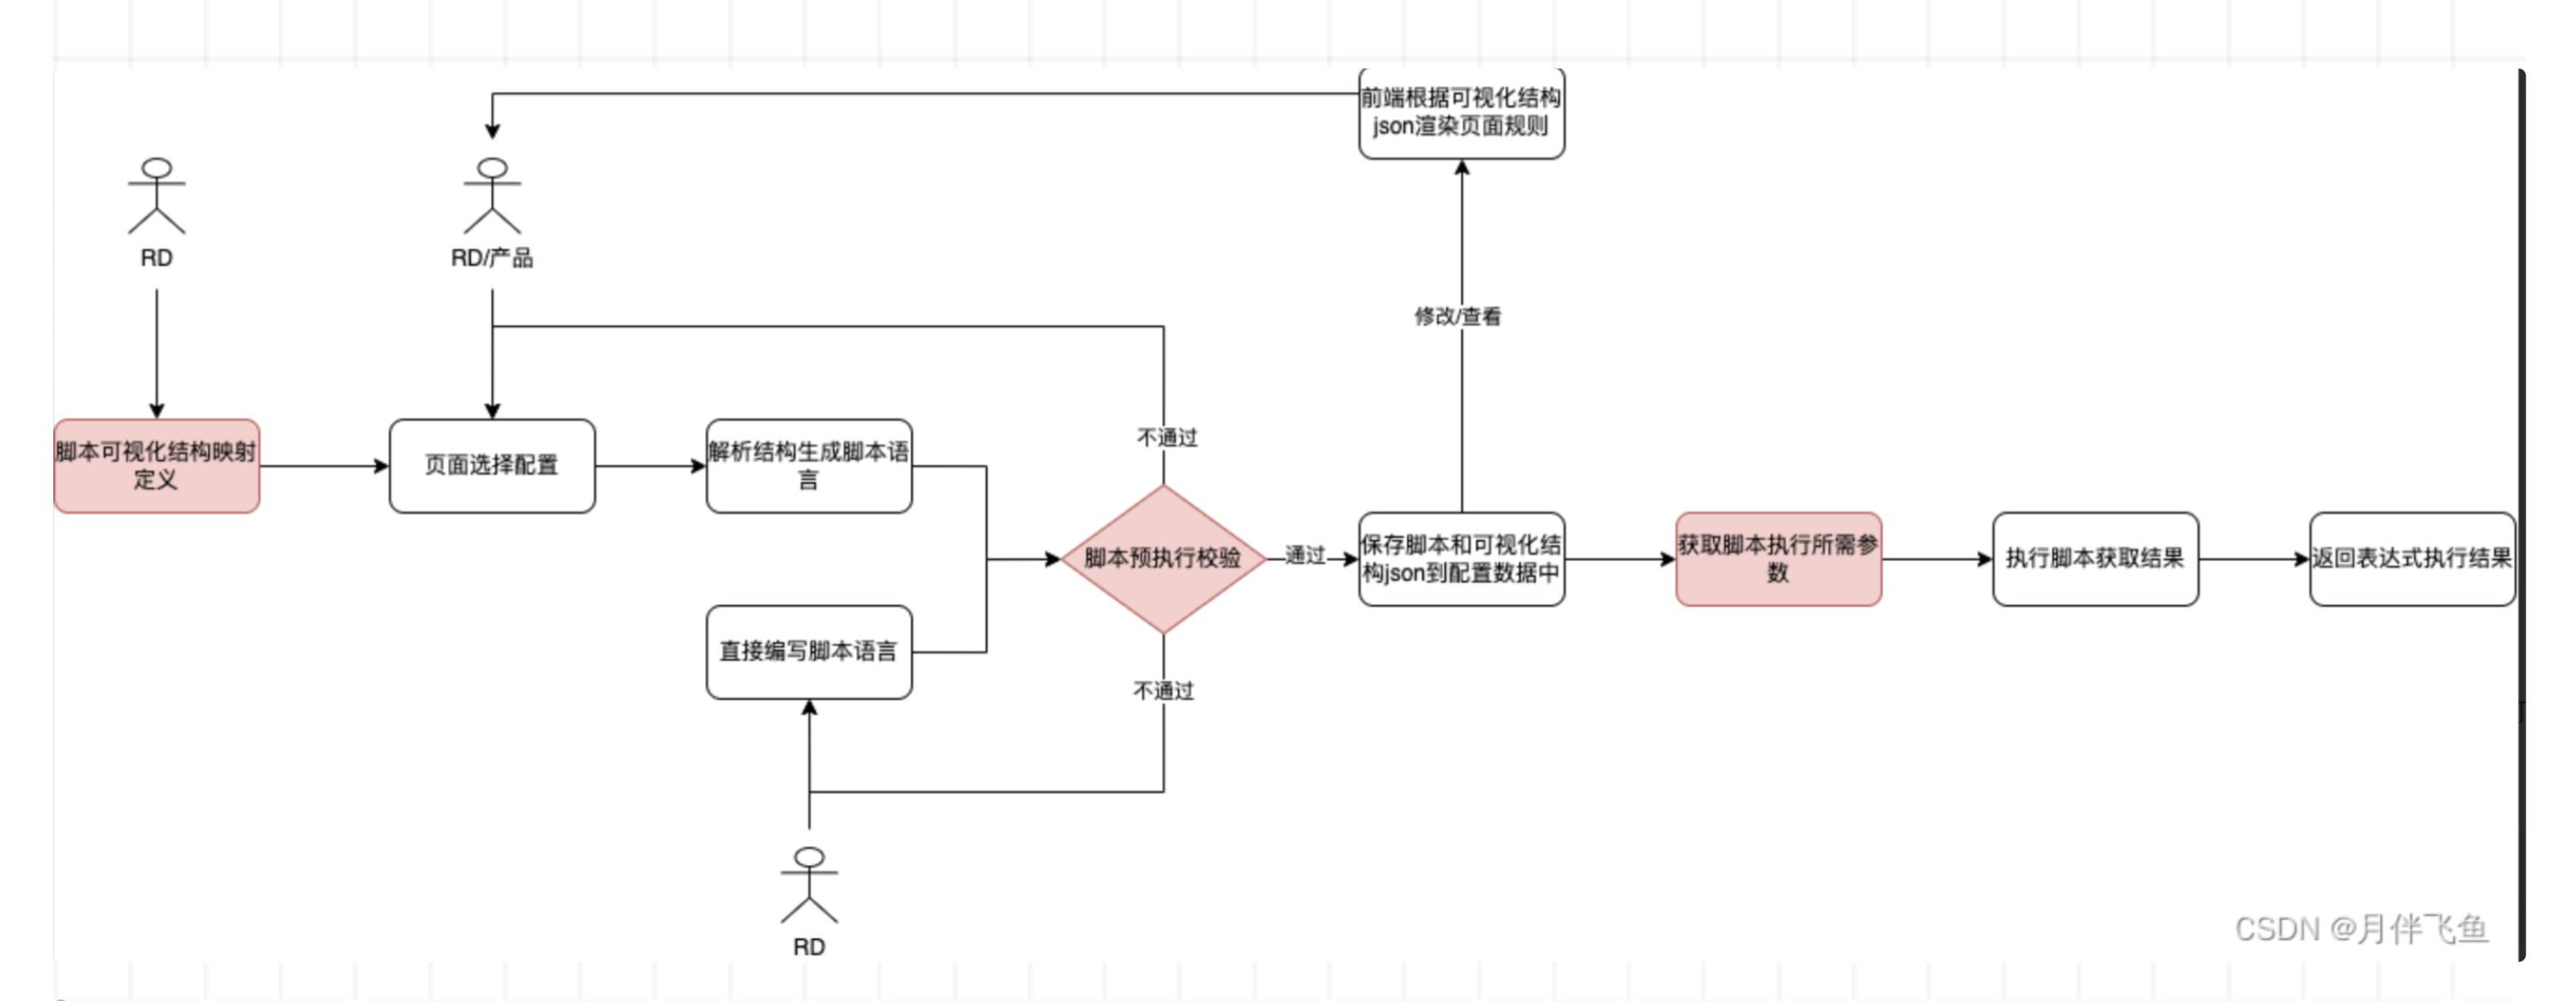 前端根据可视化结构
json渲染页面规则
RD
RD/产品
修改/查看
脚本可视化结构映射
定义
页面选择配置
解析结构生成脚本语
言
不通过
脚本预执行校验
通过
保存脚本和可视化结
构json到配置数据中
获取脚本执行所需参
数
执行脚本获取结果
返回表达式执行结果
直接编写脚本语言
不通过
RD
CSDN @月伴飞鱼